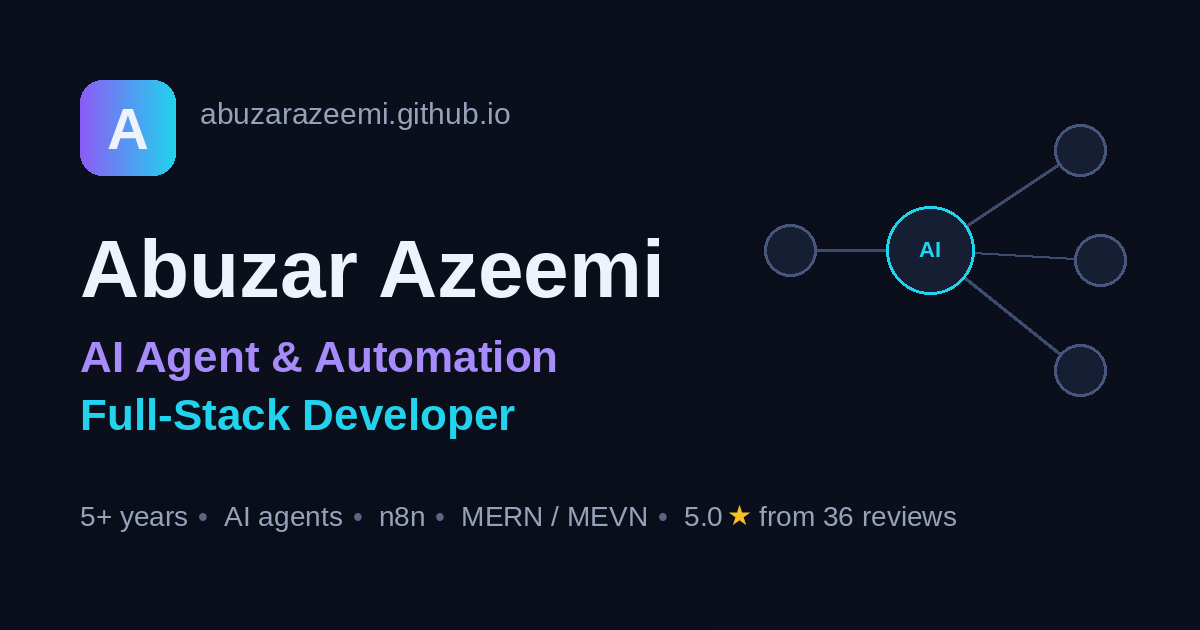 A
abuzarazeemi.github.io
Abuzar Azeemi
AI Agent & Automation
Full-Stack Developer
AI
5+ years • AI agents • n8n • MERN / MEVN • 5.0 ★ from 36 reviews